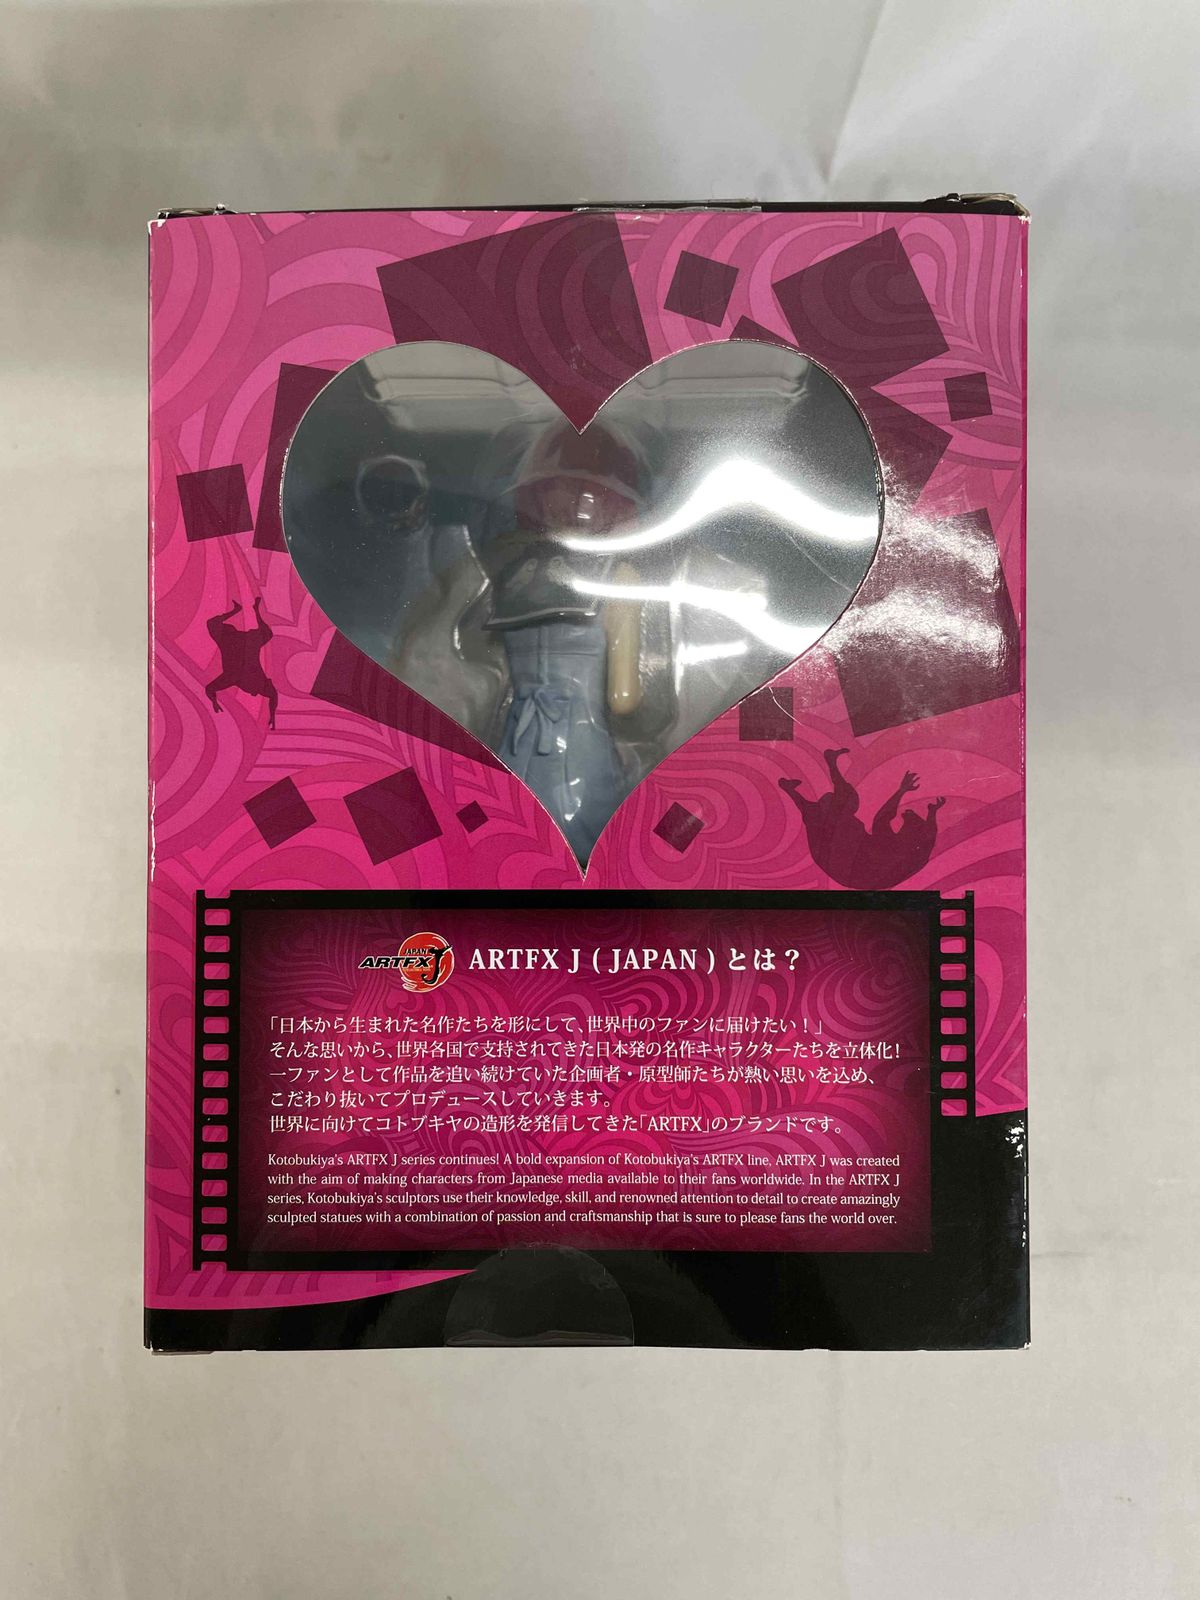 JAPAN
ARTFX J
ARTFX J ( JAPAN ) とは？
「日本から生まれた名作たちを形にして、世界中のファンに届けたい！」
そんな思いから、世界各国で支持されてきた日本発の名作キャラクターたちを立体化！
一ファンとして作品を追い続けていた企画者・原型師たちが熱い思いを込め、
こだわり抜いてプロデュースしていきます。
世界に向けてコトブキヤの造形を発信してきた「ARTFX」のブランドです。
Kotobukiya's ARTFX J series continues! A bold expansion of Kotobukiya's ARTFX line, ARTFX J was created
with the aim of making characters from Japanese media available to their fans worldwide. In the ARTFX J
series, Kotobukiya's sculptors use their knowledge, skill, and renowned attention to detail to create amazingly
sculpted statues with a combination of passion and craftsmanship that is sure to please fans the world over.